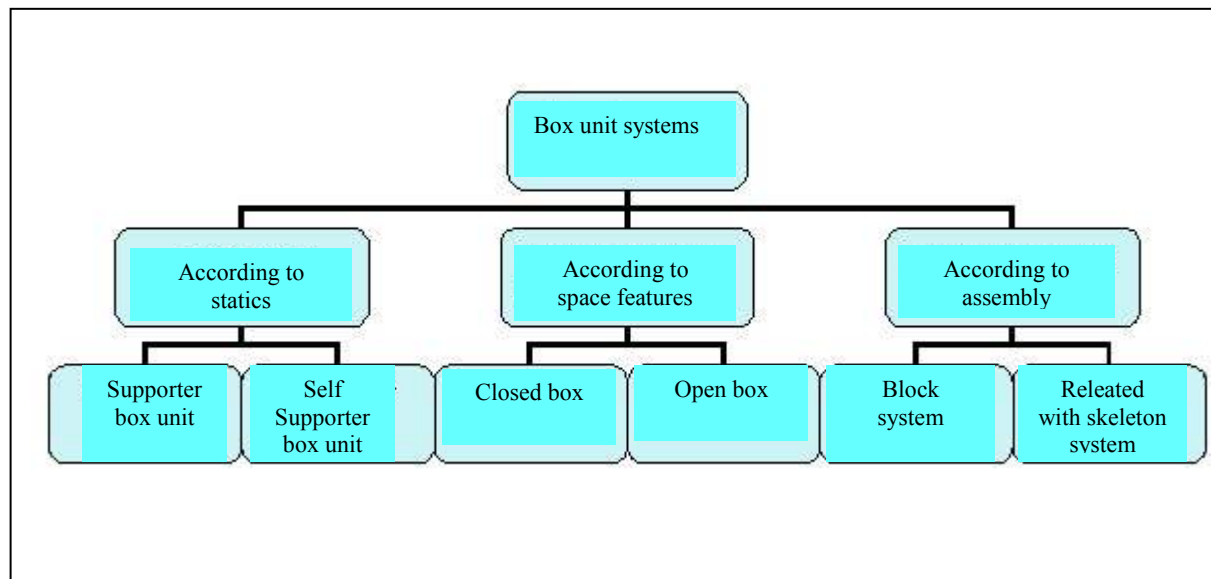 Box unit systems
According to
statics
According to
space features
According to
assembly
Supporter
box unit
Self
Supporter
box unit
Closed box
Open box
Block
system
Releated
with skeleton
system